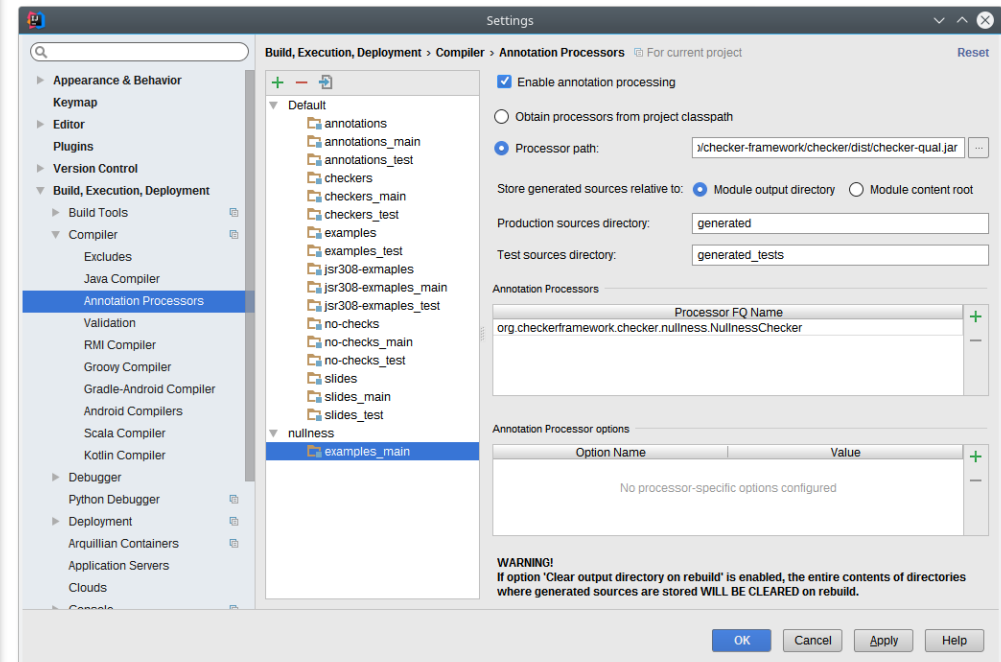 Settings
Build, Execution, Deployment › Compiler › Annotation Processors For current project Reset
Appearance & Behavior
Keymap
Editor
Plugins
Version Control
Build, Execution, Deployment
Build Tools
Compiler
Excludes
Java Compiler
Annotation Processors
Validation
RMI Compiler
Groovy Compiler
Gradle-Android Compiler
Android Compilers
Scala Compiler
Kotlin Compiler
Debugger
Python Debugger
Deployment
Arquillian Containers
Application Servers
Clouds
Console
Default
annotations
annotations_main
annotations_test
checkers
checkers_main
checkers_test
examples
examples_test
jsr308-exmaples
jsr308-exmaples_main
jsr308-exmaples_test
no-checks
no-checks_main
no-checks_test
slides
slides_main
slides_test
nullness
examples_main
Enable annotation processing
Obtain processors from project classpath
Processor path: /checker-framework/checker/dist/checker-qual.jar ...
Store generated sources relative to: Module output directory Module content root
Production sources directory: generated
Test sources directory: generated_tests
Annotation Processors
Processor FQ Name
org.checkerframework.checker.nullness.NullnessChecker
Annotation Processor options
Option Name Value
No processor-specific options configured
WARNING!
If option 'Clear output directory on rebuild' is enabled, the entire contents of directories
where generated sources are stored WILL BE CLEARED on rebuild.
OK Cancel Apply Help